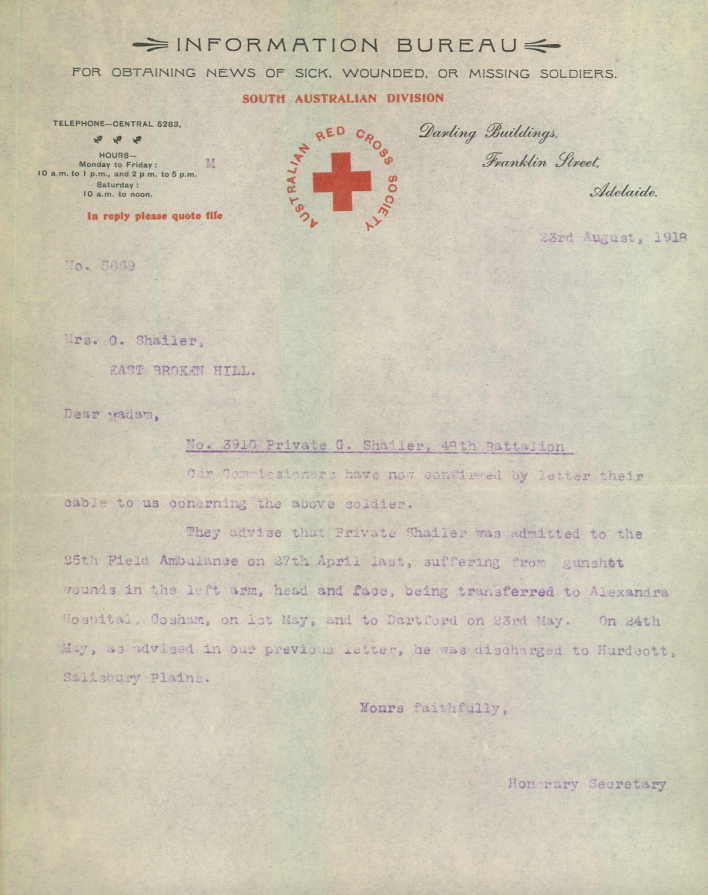 INFORMATION BUREAU
FOR OBTAINING NEWS OF SICK, WOUNDED, OR MISSING SOLDIERS.
SOUTH AUSTRALIAN DIVISION
TELEPHONE—CENTRAL 5263,
HOURS—
Monday to Friday:
10 a.m. to 1 p.m., and 2 p.m. to 5 p.m.
Saturday:
10 a.m. to noon.
In reply please quote file
M
AUSTRALIAN RED CROSS SOCIETY
Darling Buildings,
Franklin Street,
Adelaide.
23rd August, 1918
No. 5669
Mrs. G. Shailer,
EAST BROKEN HILL.
Dear Madam,
No. 3910 Private G. Shailer, 48th Battalion
Our Commissioners have now confirmed by letter their
cable to us conerning the above soldier.
They advise that Private Shailer was admitted to the
Field Ambulance on 27th April last, suffering from gunshot
wounds in the left arm, head and face, being transferred to Alexandra
Hospital, Cosham, on 1st May, and to Dartford on 23rd May. On 24th
May, as advised in our previous letter, he was discharged to Hurdcott,
Salisbury Plains.
Yours faithfully,
Honorary Secretary